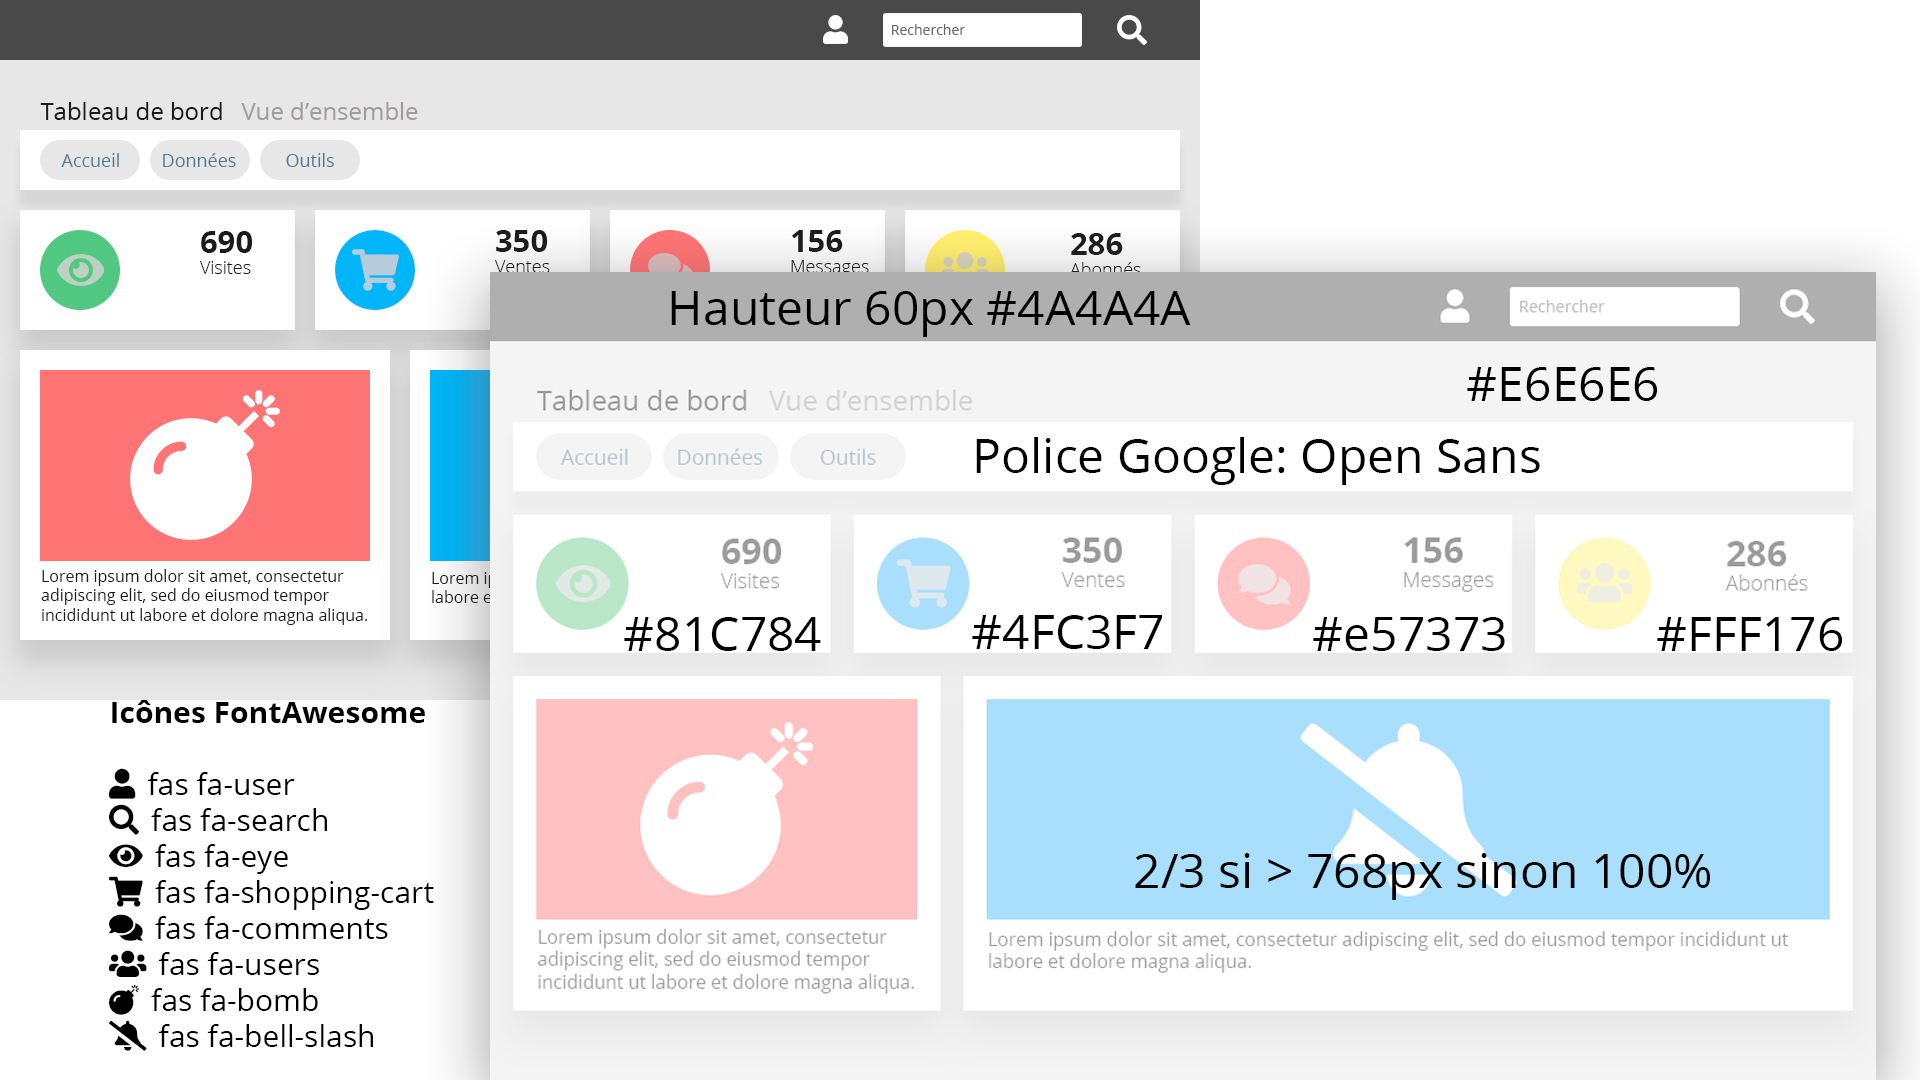 Rechercher
Tableau de bord Vue d’ensemble
Accueil Données Outils
690
Visites
350
Ventes
156
Messages
286
Abonnés
Lorem ipsum dolor sit amet, consectetur
adipiscing elit, sed do eiusmod tempor
incididunt ut labore et dolore magna aliqua.
Lorem
labore
Icônes FontAwesome
fas fa-user
fas fa-search
fas fa-eye
fas fa-shopping-cart
fas fa-comments
fas fa-users
fas fa-bomb
fas fa-bell-slash
Hauteur 60px #4A4A4A
Rechercher
#E6E6E6
Tableau de bord Vue d’ensemble
Accueil Données Outils
Police Google: Open Sans
690
Visites
#81C784
350
Ventes
#4FC3F7
156
Messages
#e57373
286
Abonnés
#FFF176
Lorem ipsum dolor sit amet, consectetur
adipiscing elit, sed do eiusmod tempor
incididunt ut labore et dolore magna aliqua.
2/3 si > 768px sinon 100%
Lorem ipsum dolor sit amet, consectetur adipiscing elit, sed do eiusmod tempor incididunt ut
labore et dolore magna aliqua.